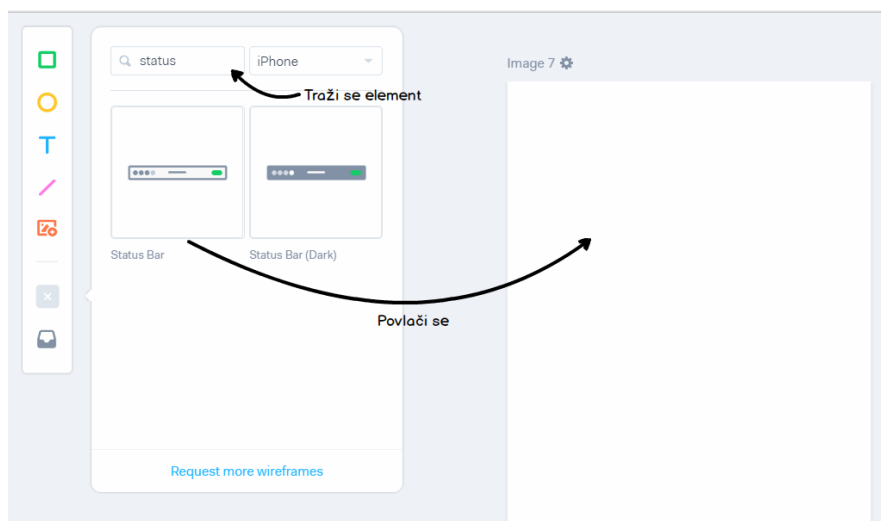 status
iPhone
Image 7
Traži se element
T
Status Bar
Status Bar (Dark)
Povlači se
Request more wireframes